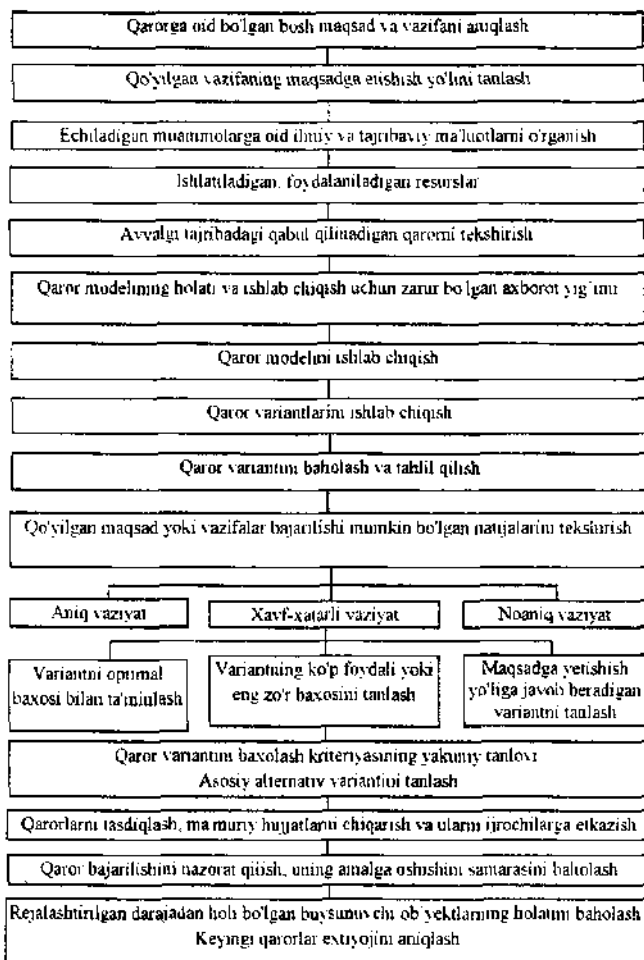 Qarorga oid bo'lgan bosh maqsad va vazifani aniqlash
Qo'yilgan vazifaning maqsadga etishish yo'lini tanlash
Echiladigan muammolarga oid ilmiy va tajribaviy ma'lumotlarni o'rganish
Ishlatiladigan, foydalaniladigan resurslar
Avvalgi tajribadagi qabul qilinadigan qarorni tekshirish
Qaror modelining holati va ishlab chiqish uchun zarur bo'lgan axborot yig'imi
Qaror modelini ishlab chiqish
Qaror variantlarini ishlab chiqish
Qaror variantini baholash va tahlil qilish
Qo'yilgan maqsad yoki vazifalar bajarilishi mumkin bo'lgan natijalarini tekshirish
Aniq vaziyat
Xavf-xatarli vaziyat
Noaniq vaziyat
Variantni optimal
baxosi bilan ta'minlash
Variantning ko'p foydali yoki
eng zo'r baxosini tanlash
Maqsadga yetishish
yo'liga javob beradigan
variantni tanlash
Qaror variantini baxolash kriteriyasining yakuniy tanlovi
Asosiy alternativ variantini tanlash
Qarorlarni tasdiqlash, ma'muriy hujjatlarni chiqarish va ularni ijrochilarga etkazish
Qaror bajarilishini nazorat qilish, uning amalga oshishini samarasini baholash
Rejalashtirilgan darajadan holi bo'lgan buysunuvchi ob'yektlarning holatini baholash
Keyingi qarorlar extiyojini aniqlash